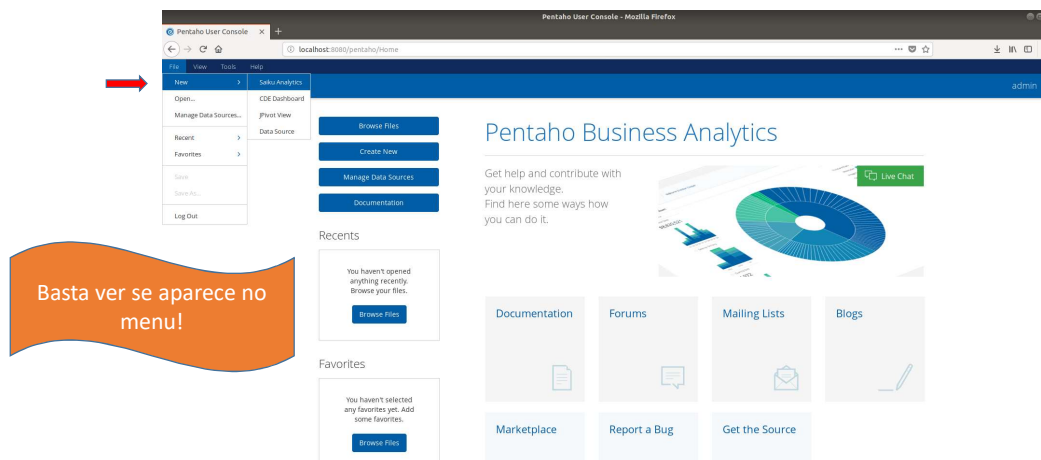 Pentaho User Console - Mozilla Firefox
Pentaho User Console × +
localhost:8080/pentaho/Home
File View Tools Help
New > Saiku Analytics
admin
Open... CDE Dashboard
Manage Data Sources... JPivot View
Data Source
Recent >
Favorites >
Save
Save As...
Log Out
Browse Files
Create New
Manage Data Sources
Documentation
Pentaho Business Analytics
Get help and contribute with
your knowledge.
Find here some ways how
you can do it.
Live Chat
Recents
You haven't opened
anything recently.
Browse your files.
Browse Files
Basta ver se aparece no
menu!
Favorites
You haven't selected
any favorites yet. Add
some favorites.
Browse Files
Documentation Forums Mailing Lists Blogs
Marketplace Report a Bug Get the Source